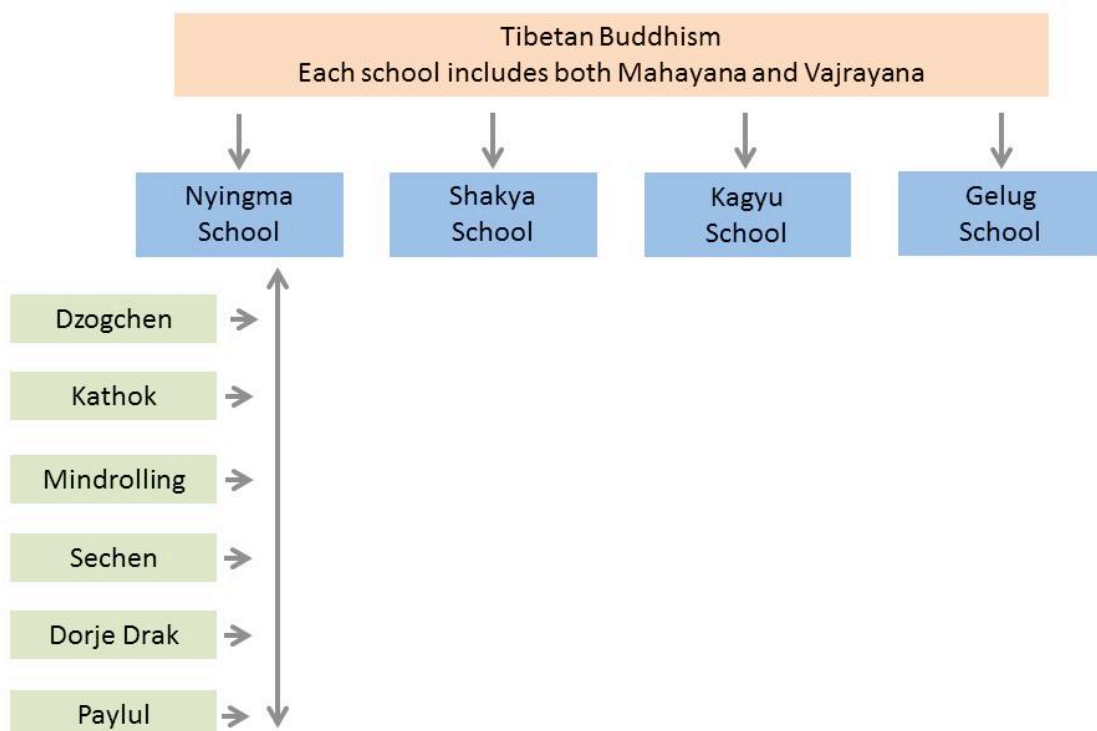 Tibetan Buddhism
Each school includes both Mahayana and Vajrayana
Nyingma
School
Shakya
School
Kagyu
School
Gelug
School
Dzogchen
Kathok
Mindrolling
Sechen
Dorje Drak
Paylul